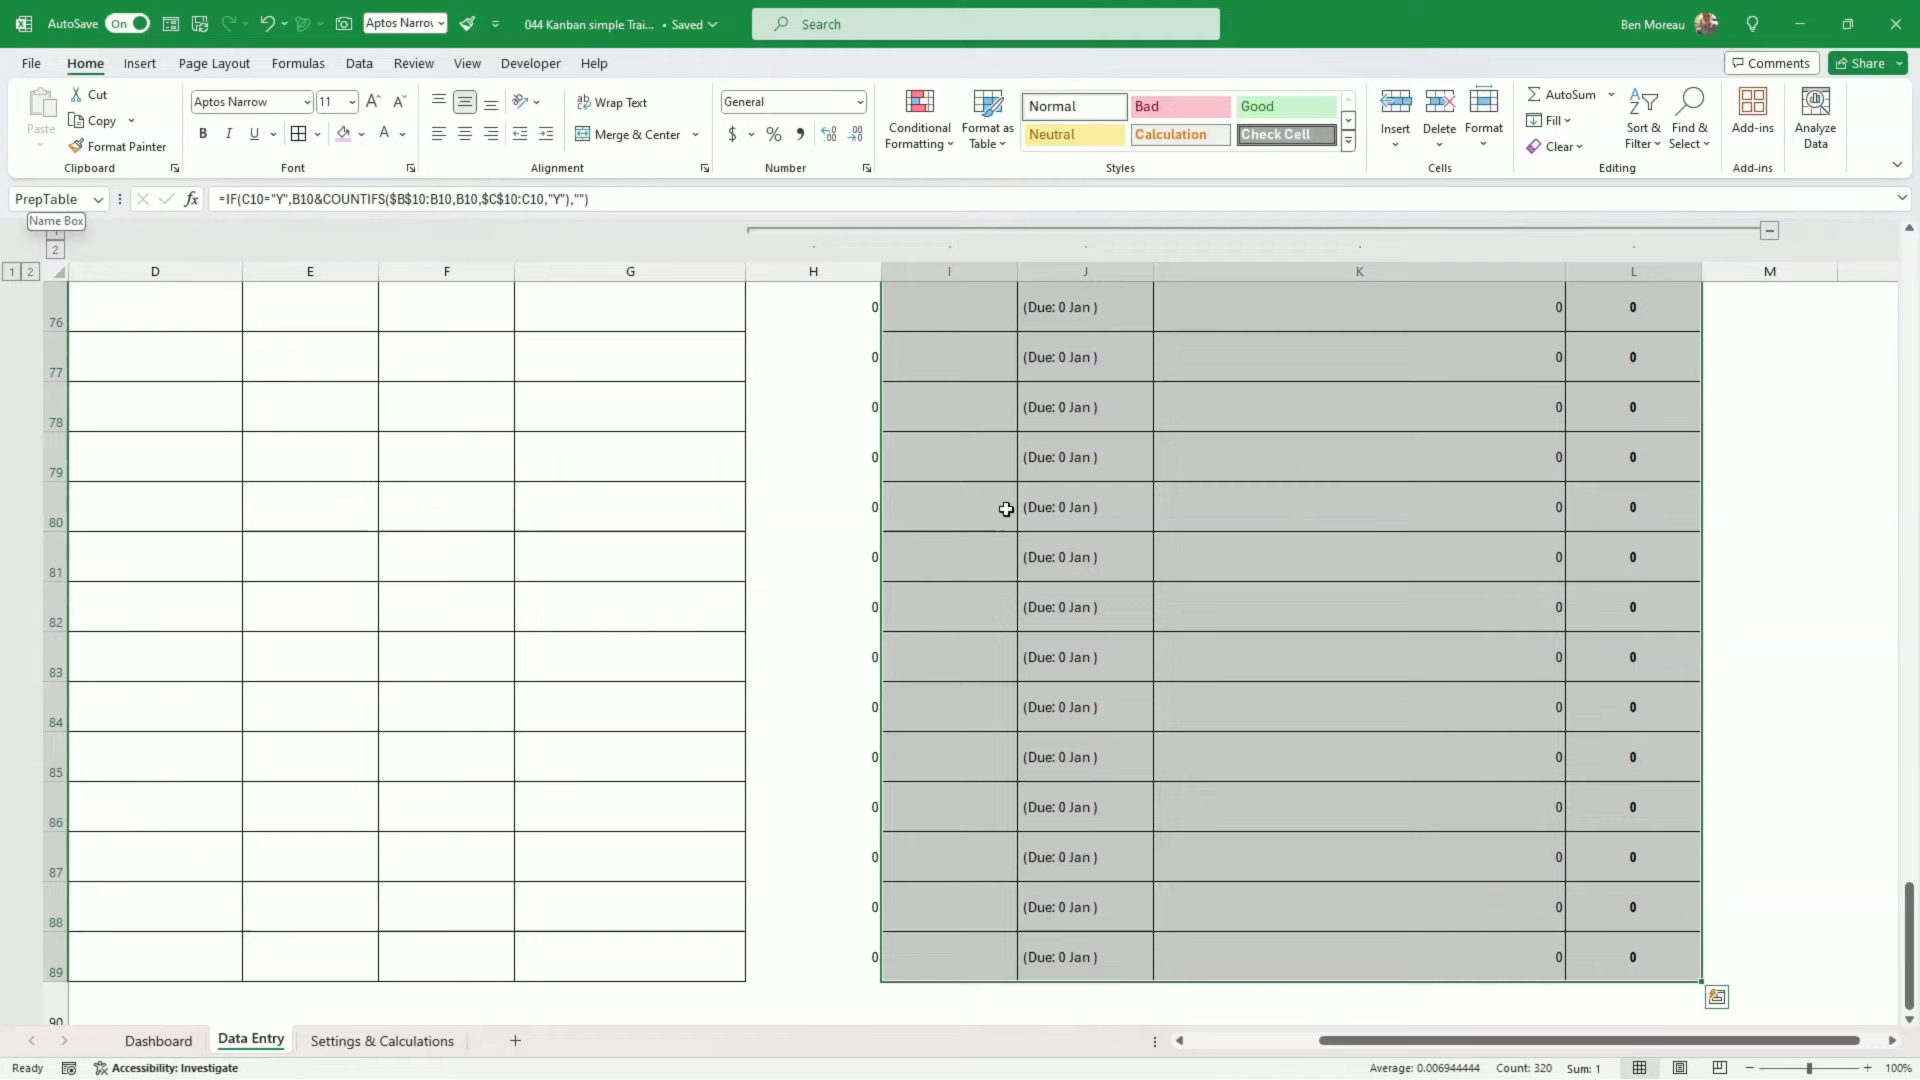 AutoSave On Aptos Narrov 044 Kanban simple Trai... • Saved Search Ben Moreau
File Home Insert Page Layout Formulas Data Review View Developer Help Comments Share
Paste Cut Copy Format Painter Clipboard
Aptos Narrow 11 B I U A Font
ab Wrap Text Merge & Center Alignment
General $ % , Number
Conditional Formatting Format as Table Normal Bad Good Neutral Calculation Check Cell Styles
Insert Delete Format Cells
AutoSum Fill Clear Sort & Filter Find & Select Editing
Add-ins Add-ins
Analyze Data
PrepTable fx =IF(C10="Y",B10&COUNTIFS($B$10:B10,B10,$C$10:C10,"Y"),"")
Name Box
2
1 2 D E F G H I J K L M
76 0 (Due: 0 Jan ) 0 0
77 0 (Due: 0 Jan ) 0 0
78 0 (Due: 0 Jan ) 0 0
79 0 (Due: 0 Jan ) 0 0
80 0 (Due: 0 Jan ) 0 0
81 0 (Due: 0 Jan ) 0 0
82 0 (Due: 0 Jan ) 0 0
83 0 (Due: 0 Jan ) 0 0
84 0 (Due: 0 Jan ) 0 0
85 0 (Due: 0 Jan ) 0 0
86 0 (Due: 0 Jan ) 0 0
87 0 (Due: 0 Jan ) 0 0
88 0 (Due: 0 Jan ) 0 0
89 0 (Due: 0 Jan ) 0 0
90
Dashboard Data Entry Settings & Calculations
Ready Accessibility: Investigate Average: 0.006944444 Count: 320 Sum: 1 100%